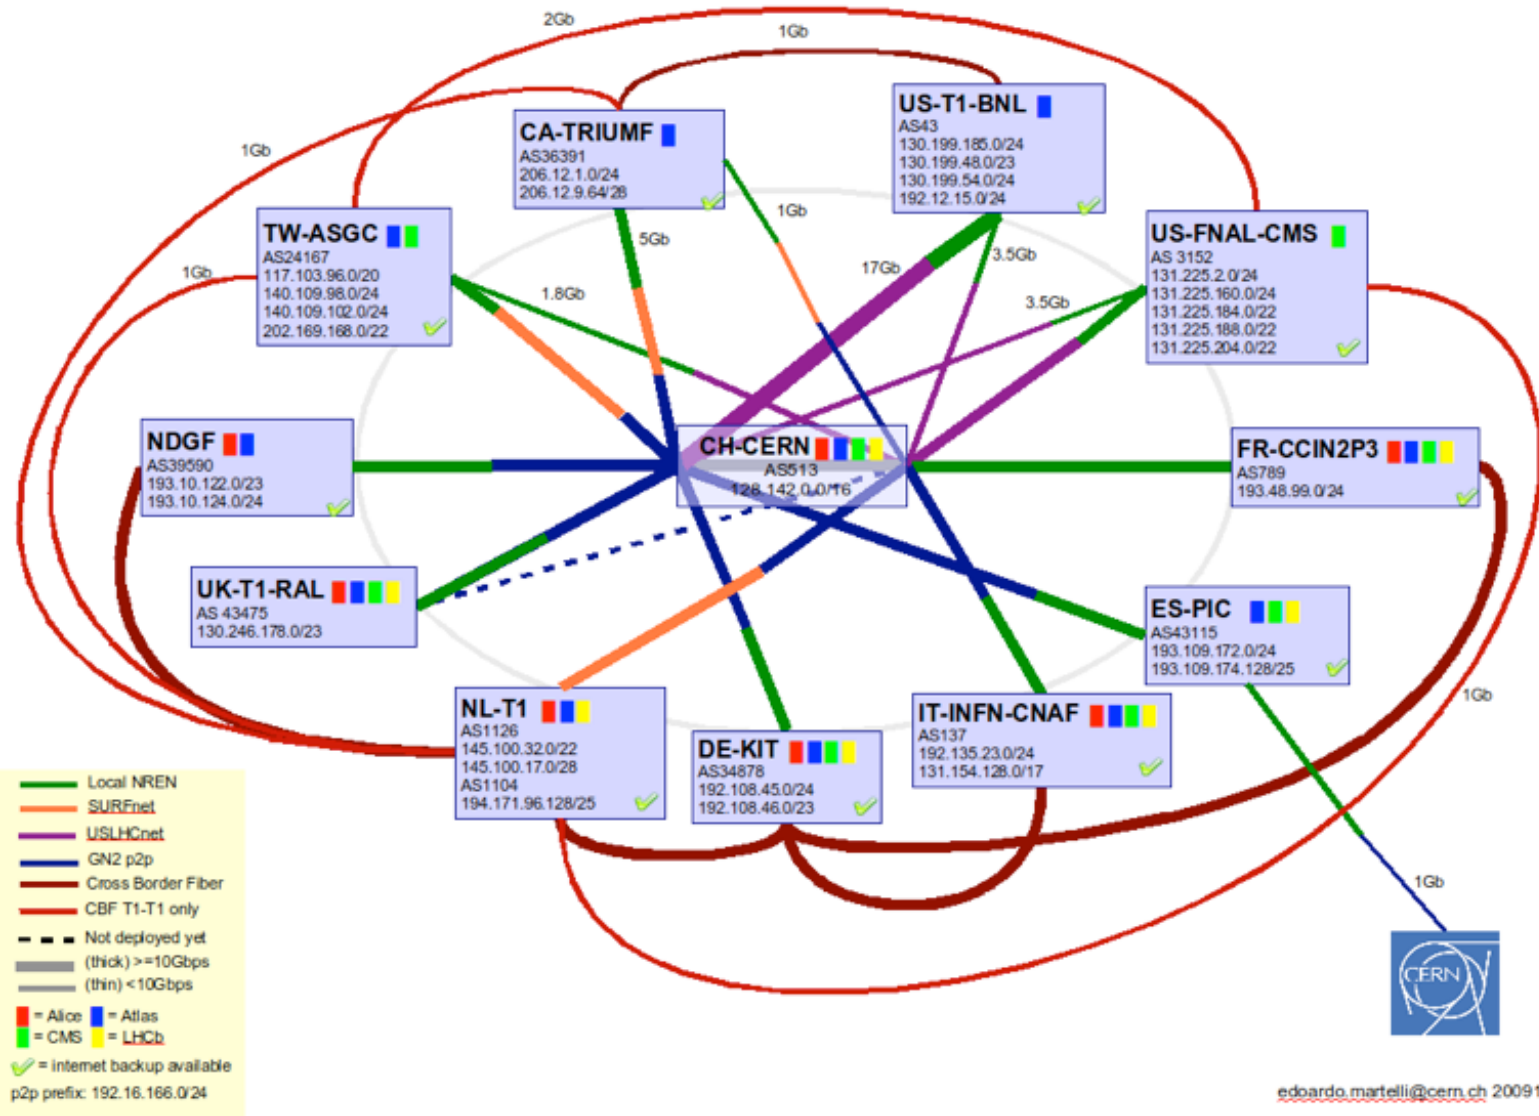 2Gb
1Gb
1Gb
CA-TRIUMF
AS36391
206.12.1.0/24
206.12.9.64/28
US-T1-BNL
AS43
130.199.185.0/24
130.199.48.0/23
130.199.54.0/24
192.12.15.0/24
TW-ASGC
AS24167
117.103.96.0/20
140.109.98.0/24
140.109.102.0/24
202.169.168.0/22
US-FNAL-CMS
AS 3152
131.225.2.0/24
131.225.160.0/24
131.225.184.0/22
131.225.188.0/22
131.225.204.0/22
1Gb
5Gb
1Gb
17Gb
3.5Gb
3.5Gb
1.8Gb
NDGF
AS39590
193.10.122.0/23
193.10.124.0/24
CH-CERN
AS513
128.142.0.0/16
FR-CCIN2P3
AS789
193.48.99.0/24
UK-T1-RAL
AS 43475
130.246.178.0/23
ES-PIC
AS43115
193.109.172.0/24
193.109.174.128/25
1Gb
NL-T1
AS1126
145.100.32.0/22
145.100.17.0/28
AS1104
194.171.96.128/25
DE-KIT
AS34878
192.108.45.0/24
192.108.46.0/23
IT-INFN-CNAF
AS137
192.135.23.0/24
131.154.128.0/17
1Gb
CERN
Local NREN
SURFnet
USLHCnet
GN2 p2p
Cross Border Fiber
CBF T1-T1 only
Not deployed yet
(thick) >=10Gbps
(thin) <10Gbps
= Alice = Atlas
= CMS = LHCb
= internet backup available
p2p prefix: 192.16.166.0/24
edoardo.martelli@cern.ch 20091